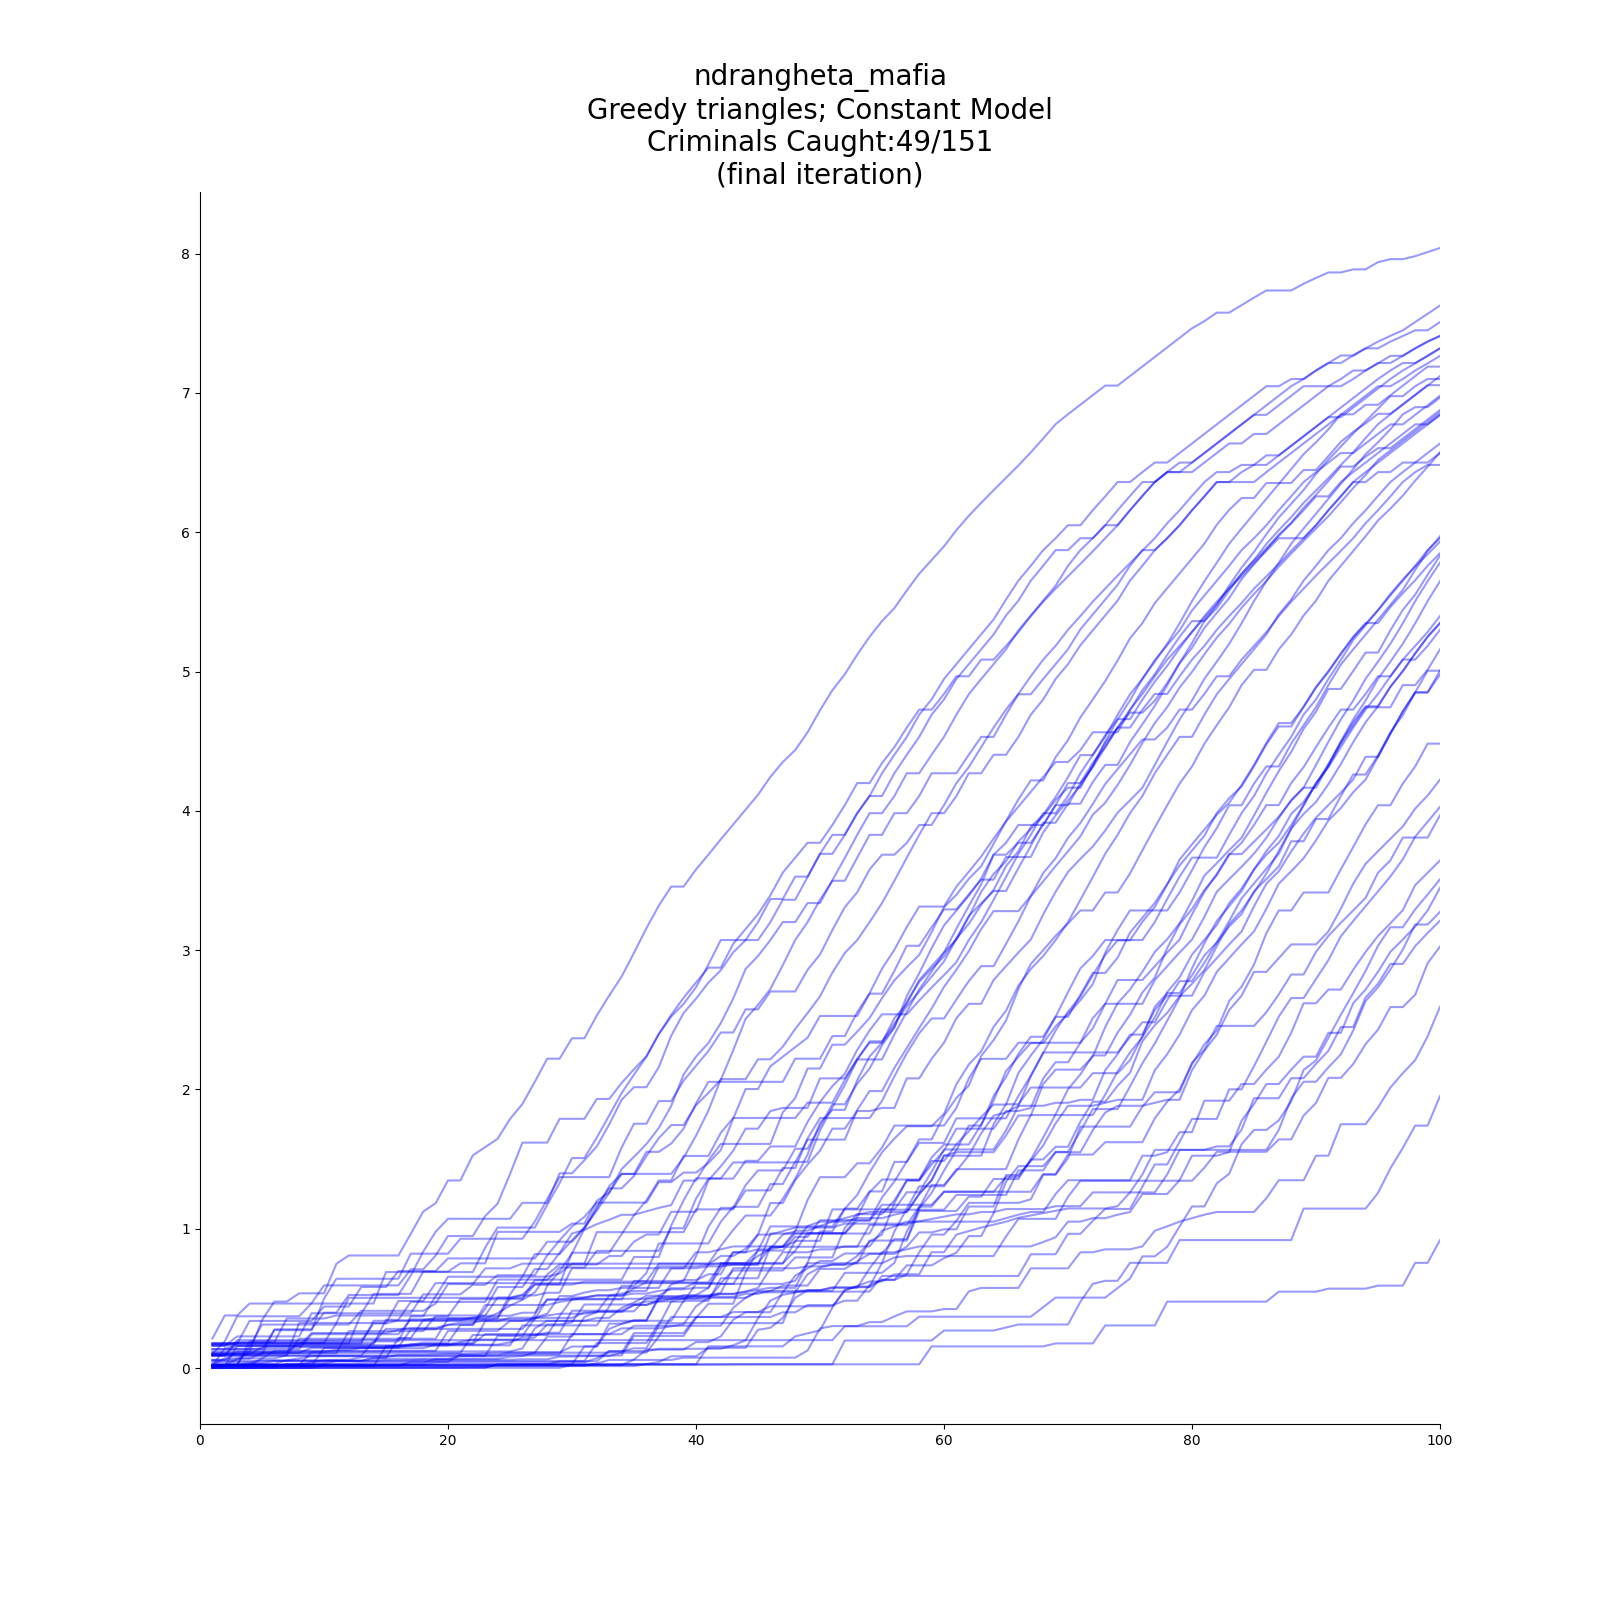 ndrangheta_mafia
Greedy triangles; Constant Model
Criminals Caught:49/151
(final iteration)
8
7
6
5
4
3
2
1
0
0 20 40 60 80 100